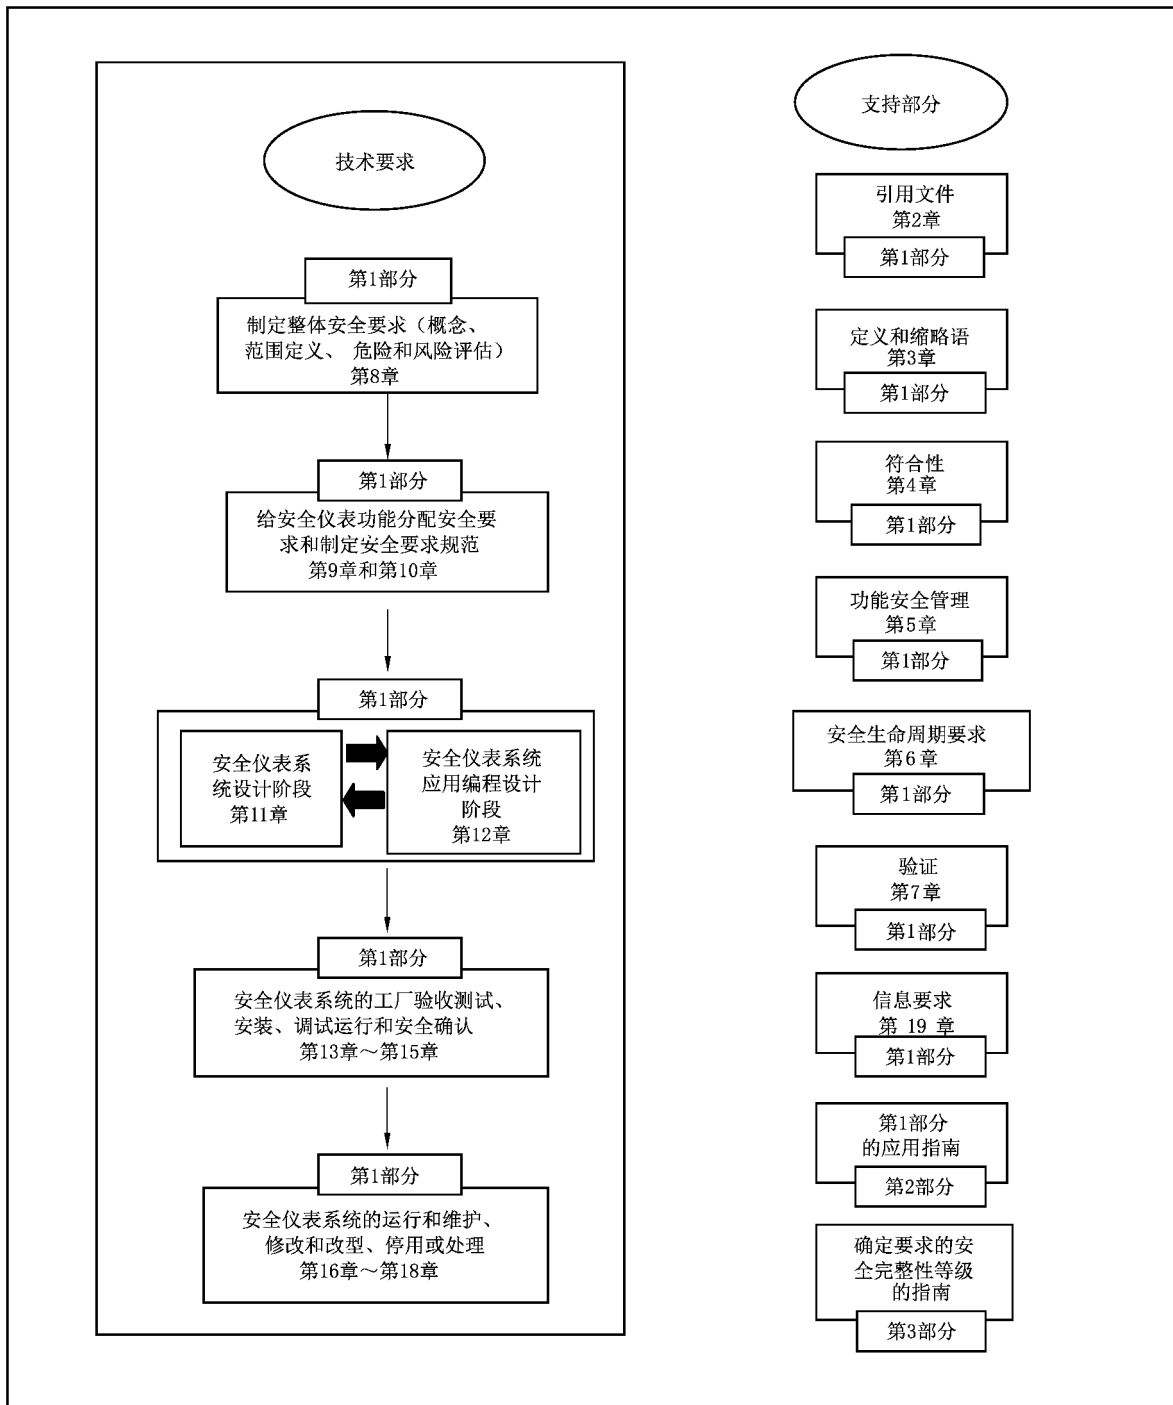 技术要求
第1部分
制定整体安全要求（概念、
范围定义、 危险和风险评估）
第8章
第1部分
给安全仪表功能分配安全要
求和制定安全要求规范
第9章和第10章
第1部分
安全仪表系
统设计阶段
第11章
安全仪表系统
应用编程设计
阶段
第12章
第1部分
安全仪表系统的工厂验收测试、
安装、调试运行和安全确认
第13章～第15章
第1部分
安全仪表系统的运行和维护、
修改和改型、停用或处理
第16章～第18章
支持部分
引用文件
第2章
第1部分
定义和缩略语
第3章
第1部分
符合性
第4章
第1部分
功能安全管理
第5章
第1部分
安全生命周期要求
第6章
第1部分
验证
第7章
第1部分
信息要求
第 19 章
第1部分
第1部分
的应用指南
第2部分
确定要求的安
全完整性等级
的指南
第3部分